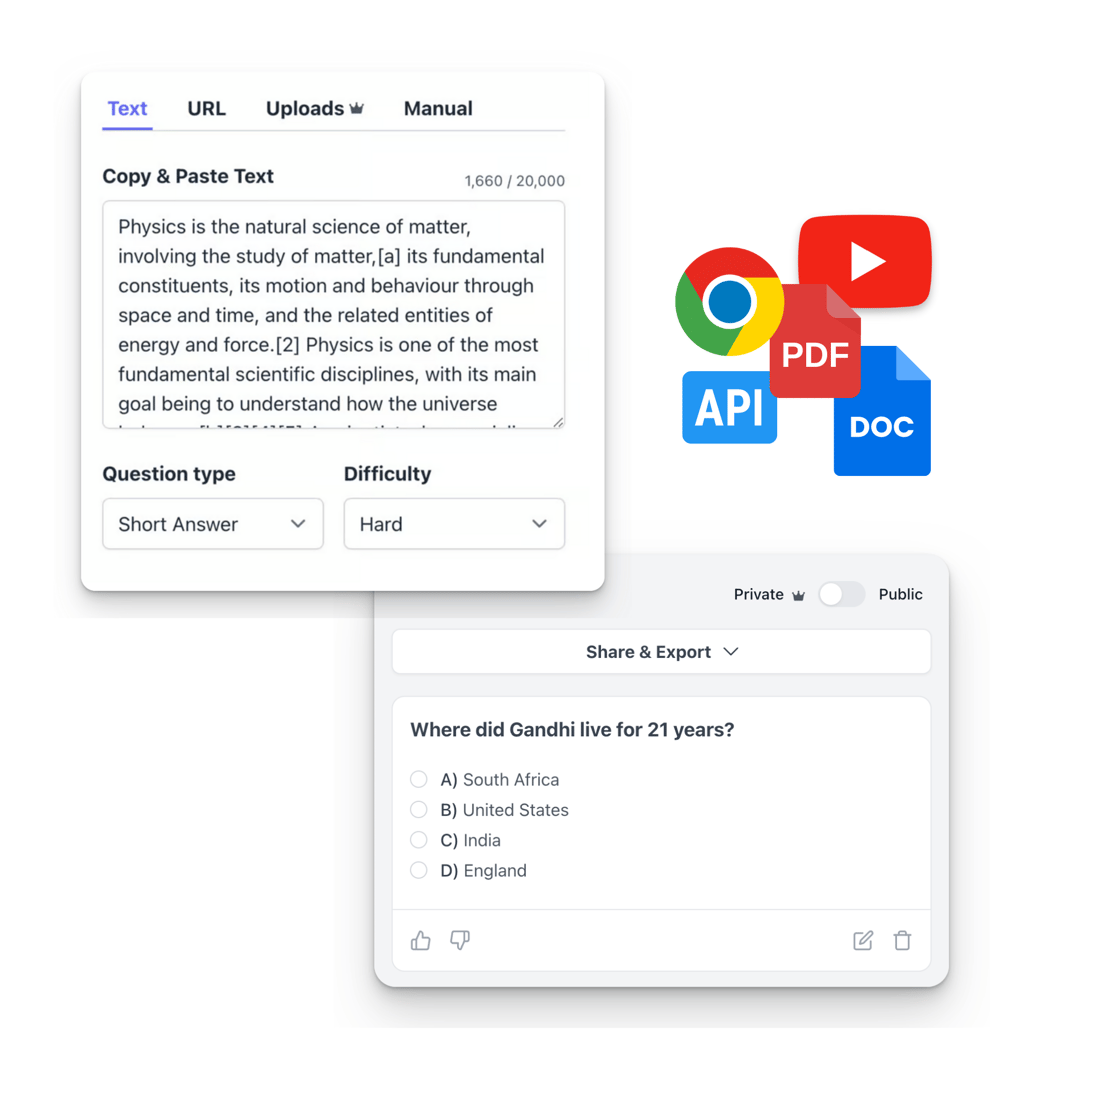 Text URL Uploads Manual
Copy & Paste Text 1,660 / 20,000
Physics is the natural science of matter,
involving the study of matter,[a] its fundamental
constituents, its motion and behaviour through
space and time, and the related entities of
energy and force.[2] Physics is one of the most
fundamental scientific disciplines, with its main
goal being to understand how the universe
Question type Difficulty
Short Answer Hard
PDF
API
DOC
Private Public
Share & Export
Where did Gandhi live for 21 years?
A) South Africa
B) United States
C) India
D) England